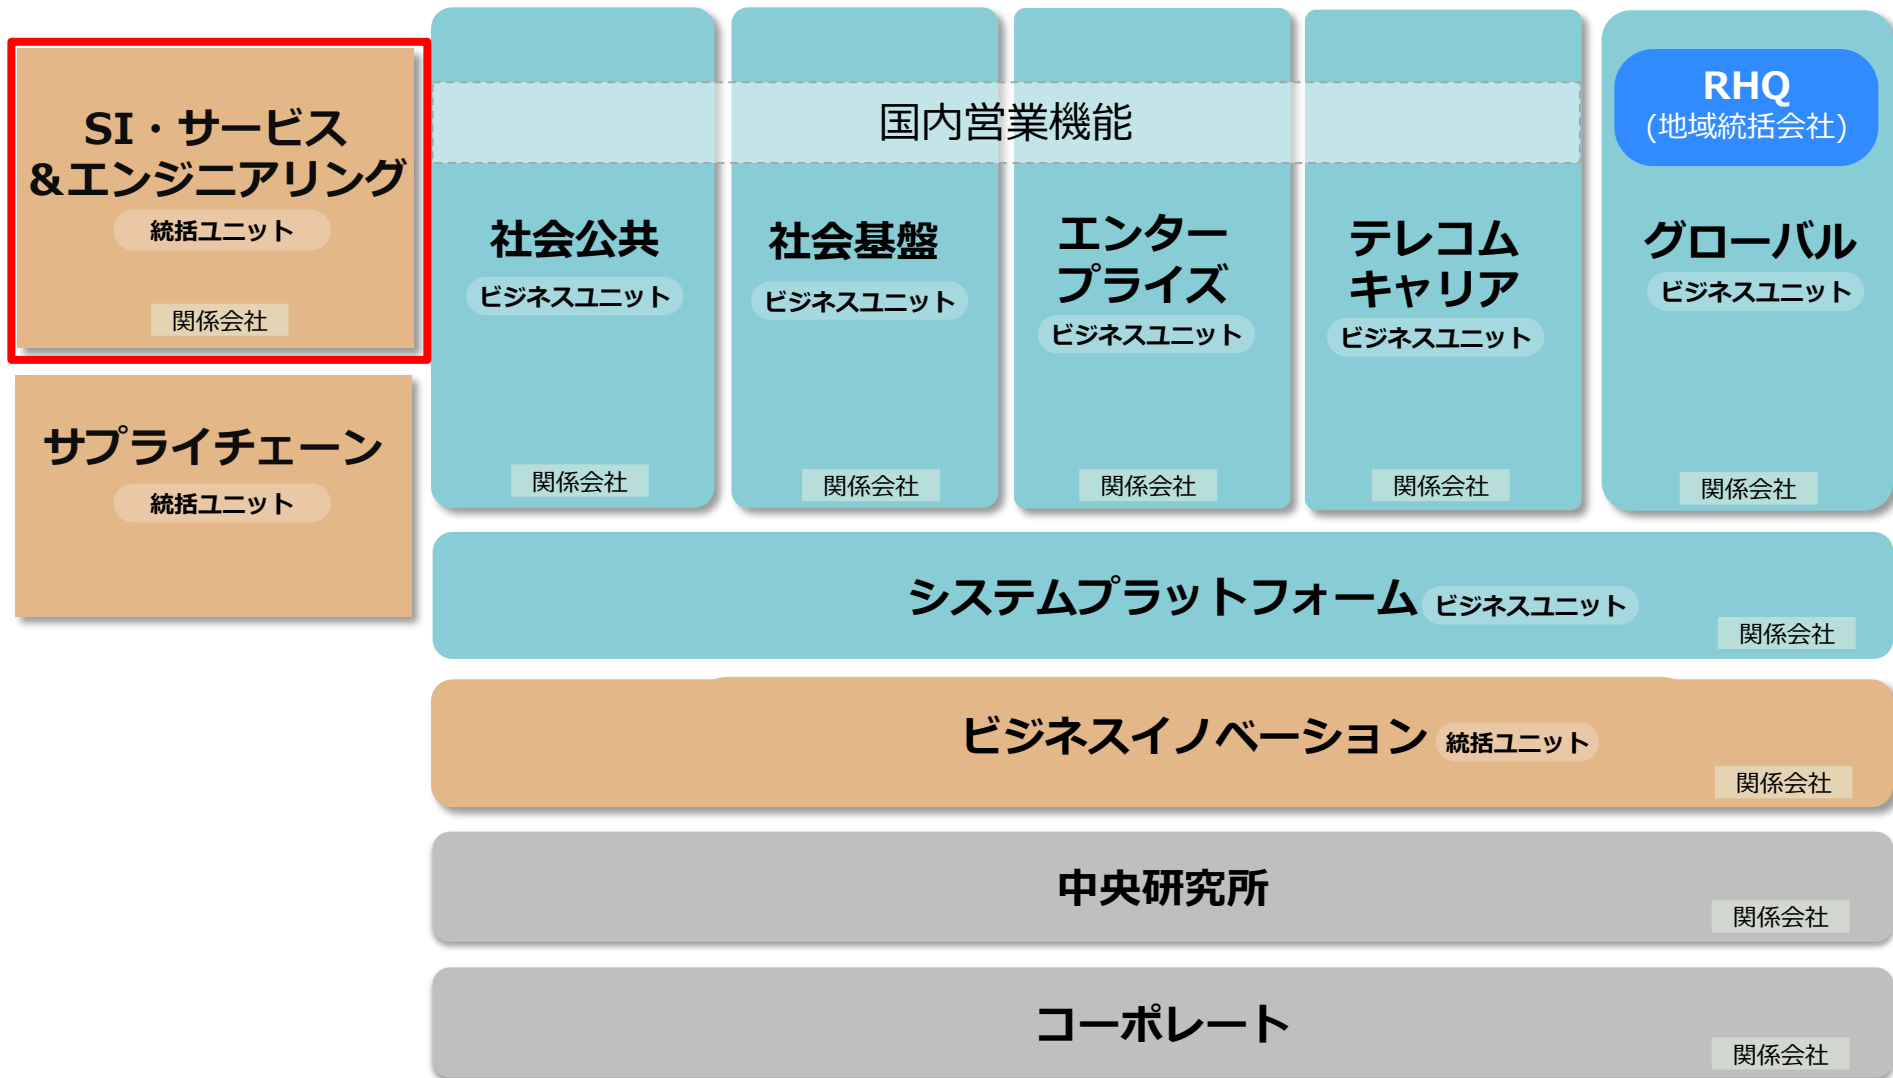 SI・サービス
&エンジニアリング
統括ユニット
関係会社
サプライチェーン
統括ユニット
国内営業機能
社会公共
ビジネスユニット
関係会社
社会基盤
ビジネスユニット
関係会社
エンター
プライズ
ビジネスユニット
関係会社
テレコム
キャリア
ビジネスユニット
関係会社
RHQ
(地域統括会社)
グローバル
ビジネスユニット
関係会社
システムプラットフォーム ビジネスユニット
関係会社
ビジネスイノベーション 統括ユニット
関係会社
中央研究所
関係会社
コーポレート
関係会社